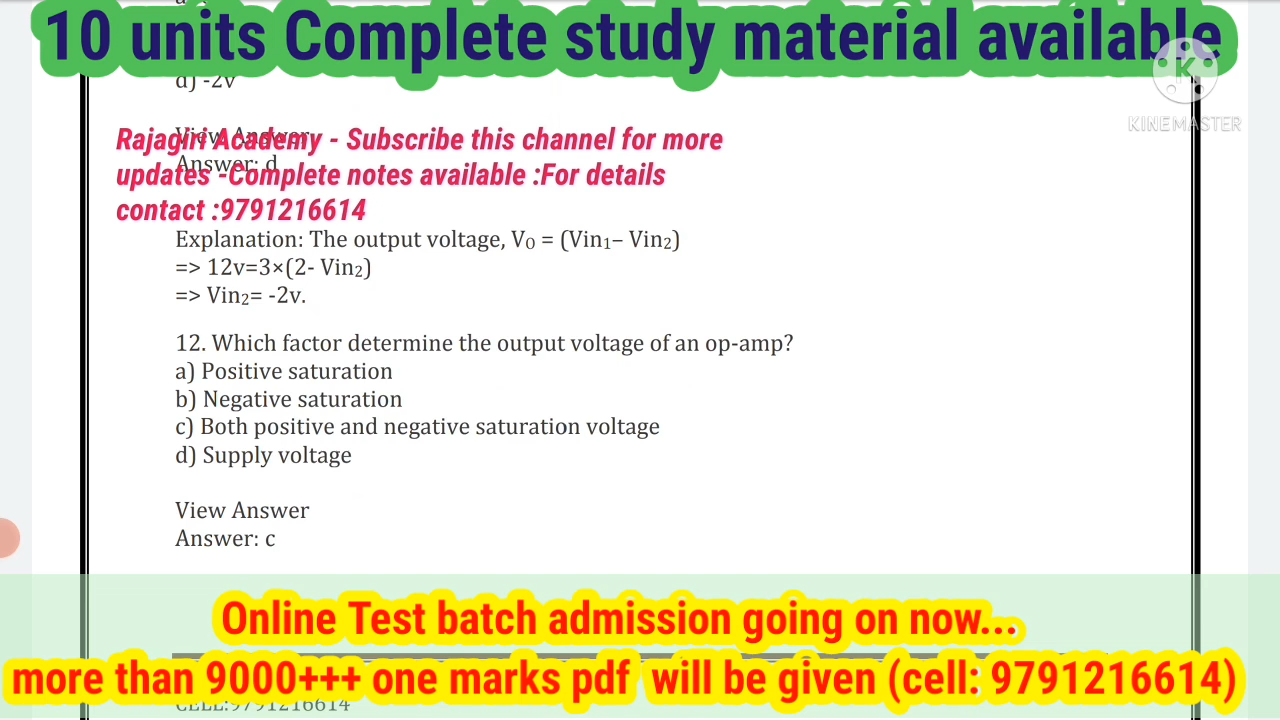 10 units Complete study material available
d) -2v
KINEMASTER
View Answer
Rajagiri Academy - Subscribe this channel for more
Answer: d
updates -Complete notes available :For details
contact :9791216614
Explanation: The output voltage, V₀ = (Vin₁– Vin₂)
=> 12v=3×(2- Vin₂)
=> Vin₂= -2v.
12. Which factor determine the output voltage of an op-amp?
a) Positive saturation
b) Negative saturation
c) Both positive and negative saturation voltage
d) Supply voltage
View Answer
Answer: c
Online Test batch admission going on now...
more than 9000+++ one marks pdf will be given (cell: 9791216614)
CELL:9791216614